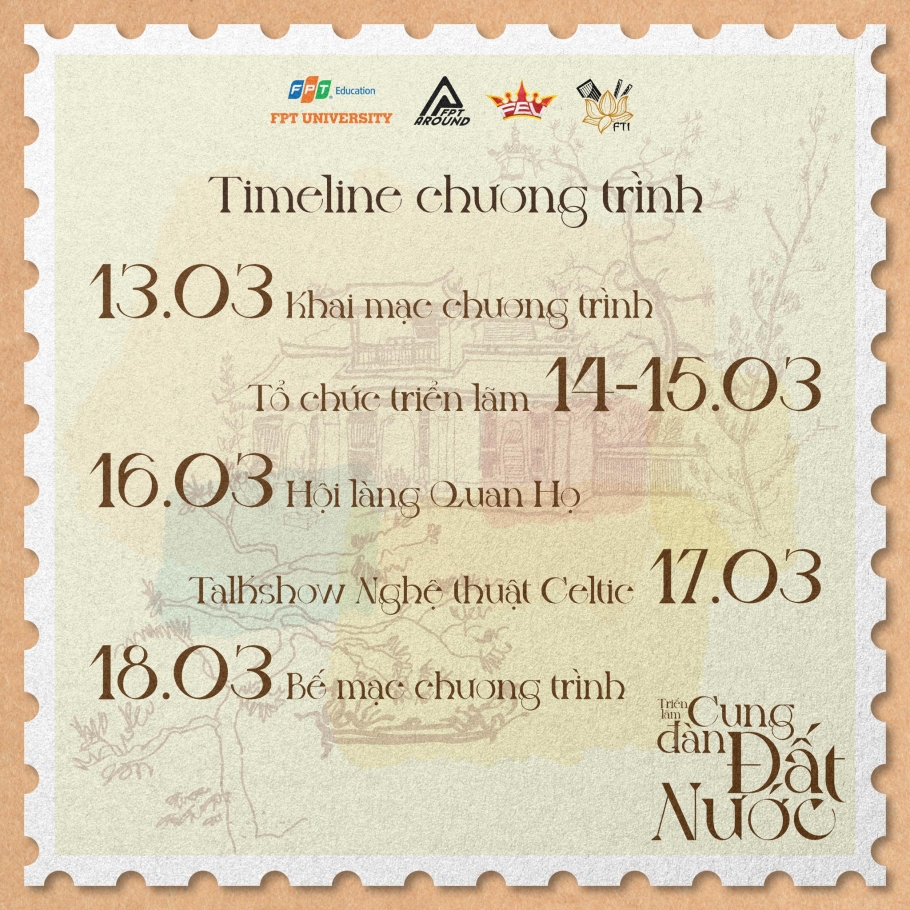 FPT Education
FPT UNIVERSITY
FPT
AROUND
FEV
FTI
Timeline chương trình
13.03 Khai mạc chương trình
Tổ chức triển lãm 14-15.03
16.03 Hội làng Quan Họ
Talkshow Nghệ thuật Celtic 17.03
18.03 Bế mạc chương trình
Triển lãm Cung
đàn Đất
Nước